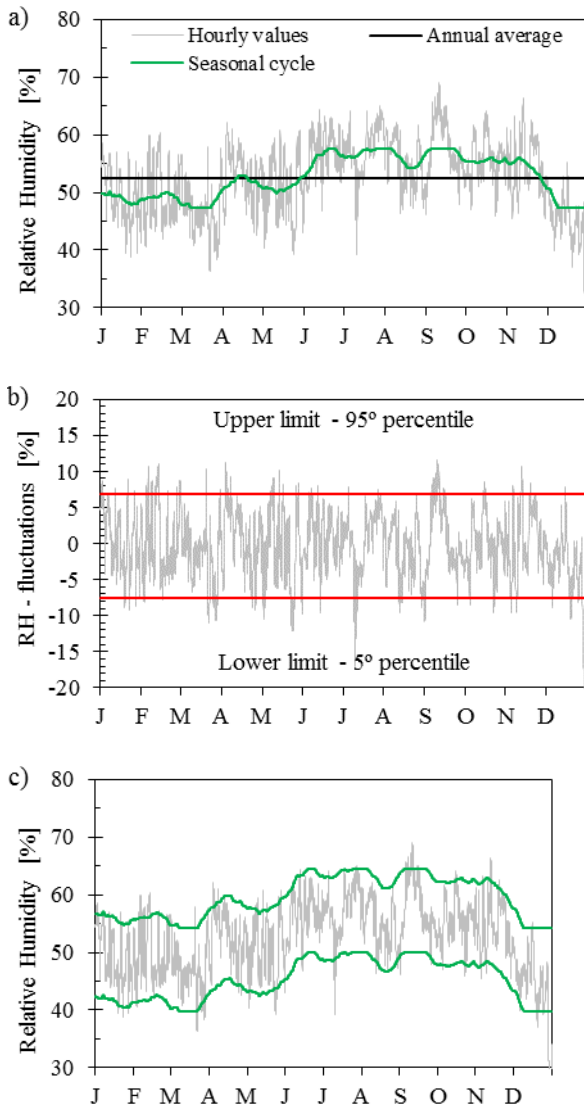 a)
80
70
60
50
40
30
Relative Humidity [%]
Hourly values
Annual average
Seasonal cycle
J F M A M J J A S O N D
b)
20
15
10
5
0
-5
-10
-15
-20
RH - fluctuations [%]
Upper limit - 95º percentile
Lower limit - 5º percentile
J F M A M J J A S O N D
c)
80
70
60
50
40
30
Relative Humidity [%]
J F M A M J J A S O N D